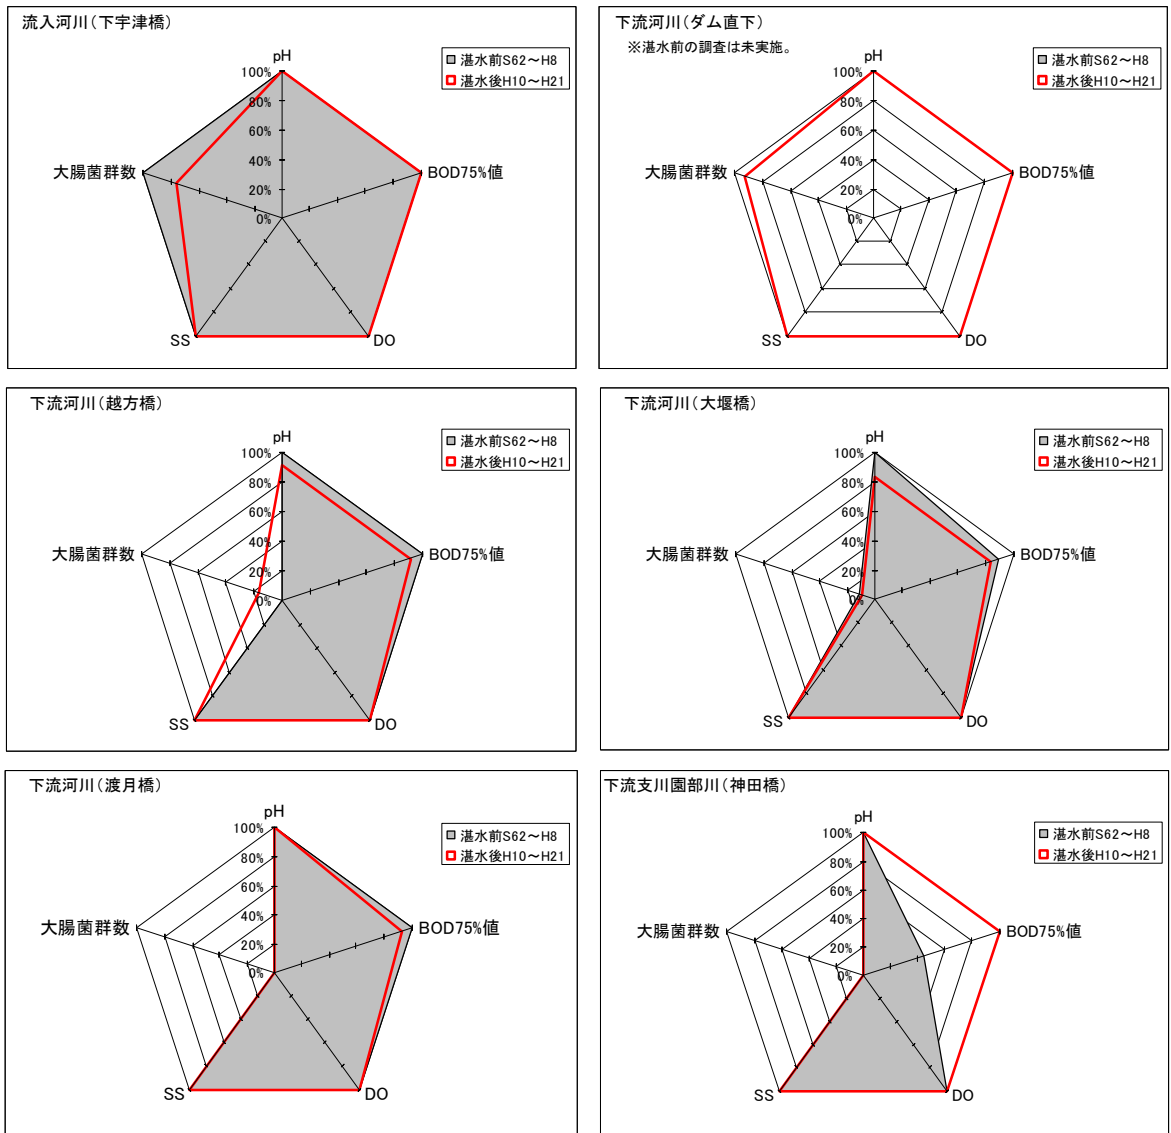 流入河川(下宇津橋)
pH
湛水前S62~H8
湛水後H10~H21
100%
80%
60%
40%
20%
0%
大腸菌群数
BOD75%値
SS
DO
下流河川(ダム直下)
※湛水前の調査は未実施。
pH
湛水前S62~H8
湛水後H10~H21
100%
80%
60%
40%
20%
0%
大腸菌群数
BOD75%値
SS
DO
下流河川(越方橋)
pH
湛水前S62~H8
湛水後H10~H21
100%
80%
60%
40%
20%
0%
大腸菌群数
BOD75%値
SS
DO
下流河川(大堰橋)
pH
湛水前S62~H8
湛水後H10~H21
100%
80%
60%
40%
20%
0%
大腸菌群数
BOD75%値
SS
DO
下流河川(渡月橋)
pH
湛水前S62~H8
湛水後H10~H21
100%
80%
60%
40%
20%
0%
大腸菌群数
BOD75%値
SS
DO
下流支川園部川(神田橋)
pH
湛水前S62~H8
湛水後H10~H21
100%
80%
60%
40%
20%
0%
大腸菌群数
BOD75%値
SS
DO